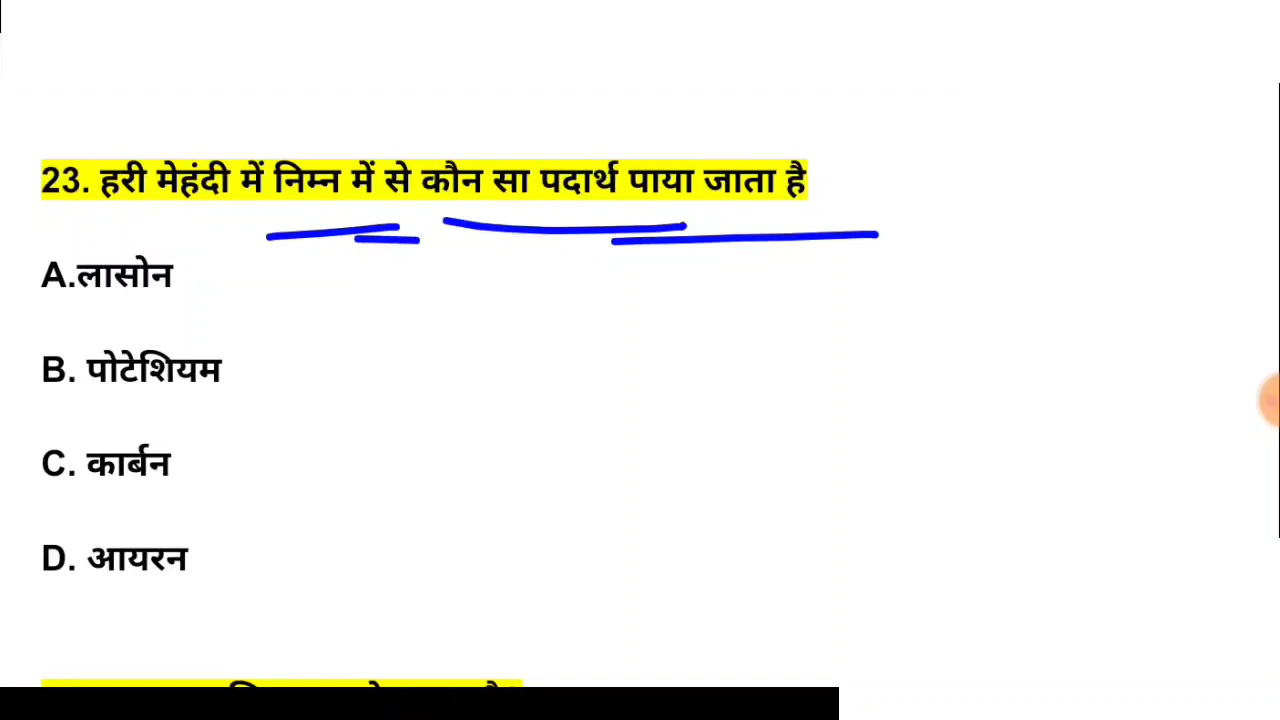 23. हरी मेहंदी में निम्न में से कौन सा पदार्थ पाया जाता है
A.लासोन
B. पोटेशियम
C. कार्बन
D. आयरन